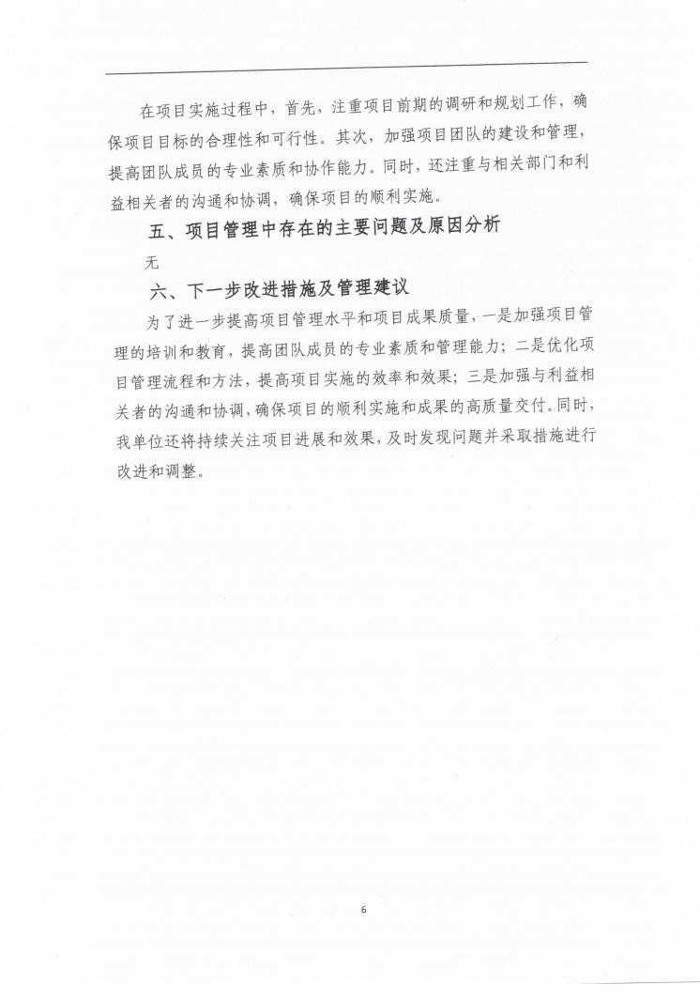 在项目实施过程中，首先，注重项目前期的调研和规划工作，确
保项目目标的合理性和可行性。其次，加强项目团队的建设和管理，
提高团队成员的专业素质和协作能力。同时，还注重与相关部门和利
益相关者的沟通和协调，确保项目的顺利实施。
五、项目管理中存在的主要问题及原因分析
无
六、下一步改进措施及管理建议
为了进一步提高项目管理水平和项目成果质量，一是加强项目管
理的培训和教育，提高团队成员的专业素质和管理能力；二是优化项
目管理流程和方法，提高项目实施的效率和效果；三是加强与利益相
关者的沟通和协调，确保项目的顺利实施和成果的高质量交付。同时，
我单位还将持续关注项目进展和效果，及时发现问题并采取措施进行
改进和调整。
6